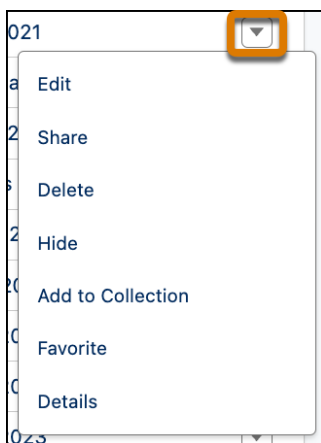 021
Edit
Share
Delete
Hide
Add to Collection
Favorite
Details
023